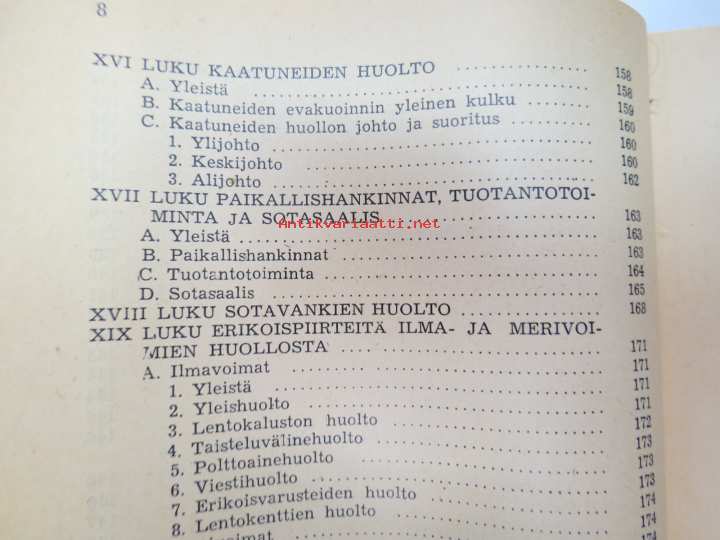 8
XVI LUKU KAATUNEIDEN HUOLTO .................... 158
A. Yleistä .................... 158
B. Kaatuneiden evakuoinnin yleinen kulku ........ 159
C. Kaatuneiden huollon johto ja suoritus ............ 160
1. Ylijohto .................... 160
2. Keskijohto .................... 160
3. Alijohto .................... 162
XVII LUKU PAIKALLISHANKINNAT, TUOTANTOTOI-
MINTA JA SOTASAALIS .................... 163
Antikvariaatti.net
A. Yleistä .................... 163
B. Paikallishankinnat .................... 163
C. Tuotantotoiminta .................... 164
D. Sotasaalis .................... 165
XVIII LUKU SOTAVANKIEN HUOLTO .................... 168
XIX LUKU ERIKOISPIIRTEITÄ ILMA- JA MERIVOI-
MIEN HUOLLOSTA .................... 171
A. Ilmavoimat .................... 171
1. Yleistä .................... 171
2. Yleishuolto .................... 171
3. Lentokaluston huolto .................... 172
4. Taisteluvälinehuolto .................... 173
5. Polttoainehuolto .................... 173
6. Viestihuolto .................... 173
7. Erikoisvarusteiden huolto .................... 174
8. Lentokenttien huolto .................... 174
174